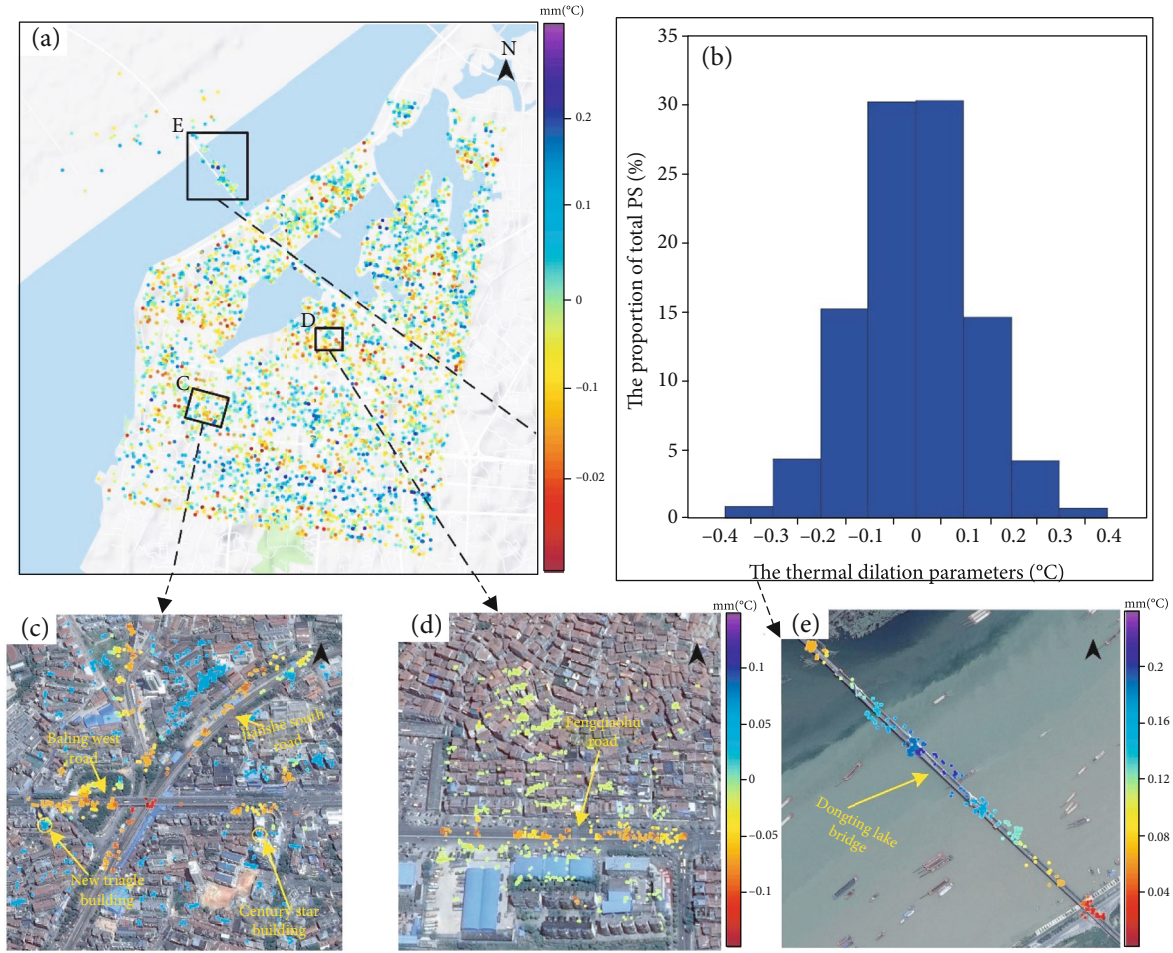 (a)
mm(°C)
N
E
D
C
0.2
0.1
0
−0.1
−0.02
(b)
The proportion of total PS (%)
35
30
25
20
15
10
5
0
−0.4
−0.3
−0.2
−0.1
0
0.1
0.2
0.3
0.4
The thermal dilation parameters (°C)
(c)
Baling west
road
Jianshe south
road
New triagle
building
Century star
building
(d)
mm(°C)
Fengqiaohu
road
0.1
0.05
0
−0.05
−0.1
(e)
mm(°C)
Dongting lake
bridge
0.2
0.16
0.12
0.08
0.04